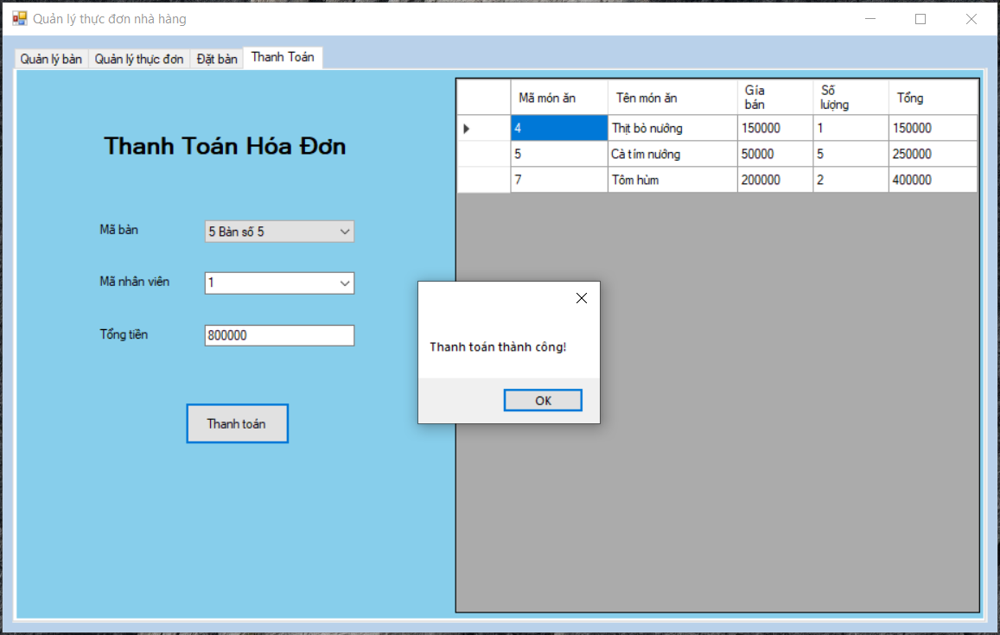 Quản lý thực đơn nhà hàng
Quản lý bàn Quản lý thực đơn Đặt bàn Thanh Toán
Thanh Toán Hóa Đơn
Mã bàn 5 Bàn số 5
Mã nhân viên 1
Tổng tiền 800000
Thanh toán
Mã món ăn Tên món ăn Gía bán Số lượng Tổng
4 Thịt bò nướng 150000 1 150000
5 Cà tím nướng 50000 5 250000
7 Tôm hùm 200000 2 400000
Thanh toán thành công!
OK